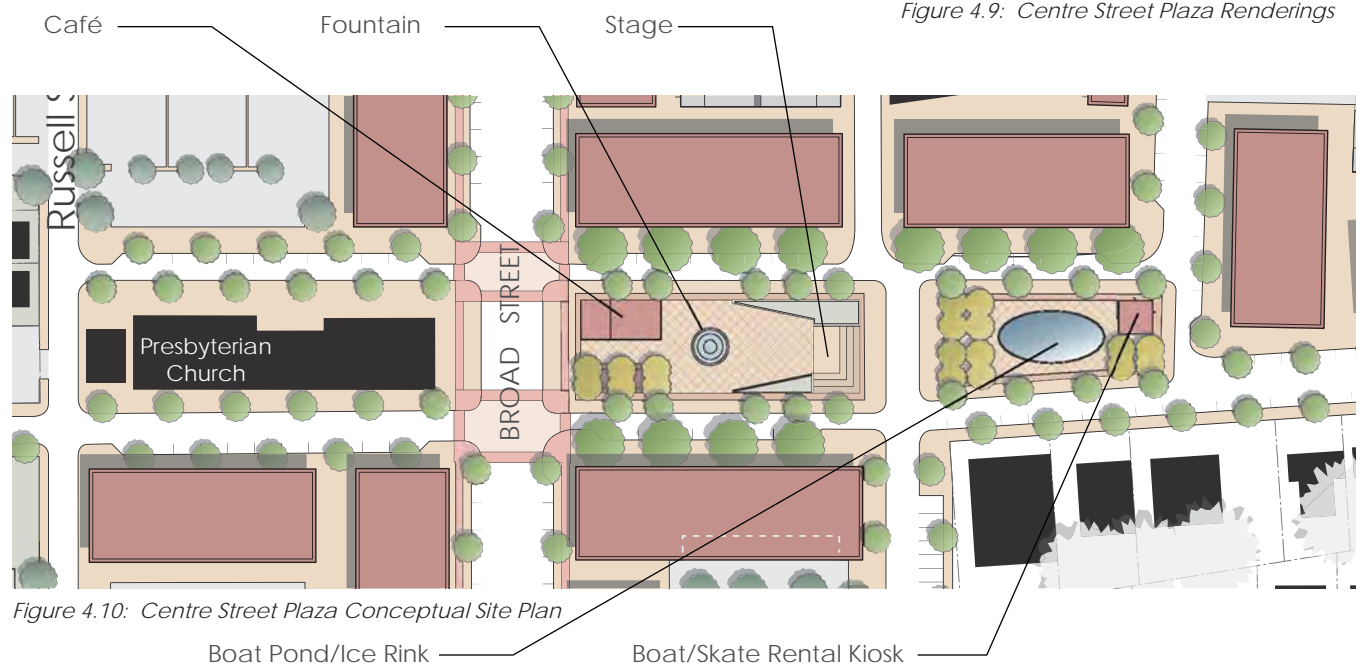 Figure 4.9: Centre Street Plaza Renderings
Café
Fountain
Stage
Russell
BROAD STREET
Presbyterian
Church
Figure 4.10: Centre Street Plaza Conceptual Site Plan
Boat Pond/Ice Rink
Boat/Skate Rental Kiosk